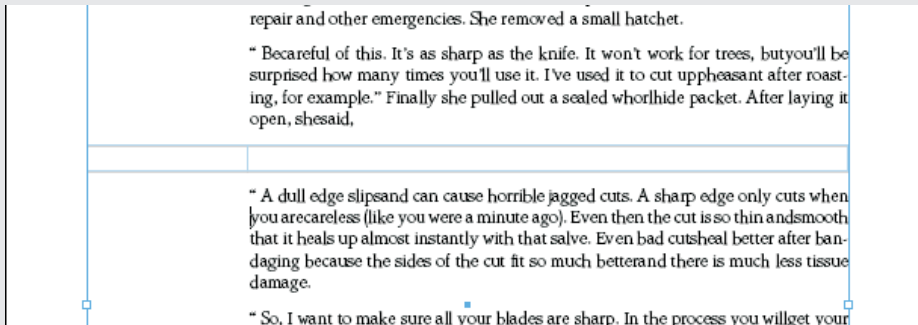 repair and other emergencies. She removed a small hatchet.
“ Becareful of this. It's as sharp as the knife. It won't work for trees, butyou'll be
surprised how many times you'll use it. I've used it to cut uppheasant after roast-
ing, for example.” Finally she pulled out a sealed whorlhide packet. After laying it
open, shesaid,
“ A dull edge slipsand can cause horrible jagged cuts. A sharp edge only cuts when
you arecareless (like you were a minute ago). Even then the cut is so thin andsmooth
that it heals up almost instantly with that salve. Even bad cutsheal better after ban-
daging because the sides of the cut fit so much betterand there is much less tissue
damage.
“ So, I want to make sure all your blades are sharp. In the process you willget your